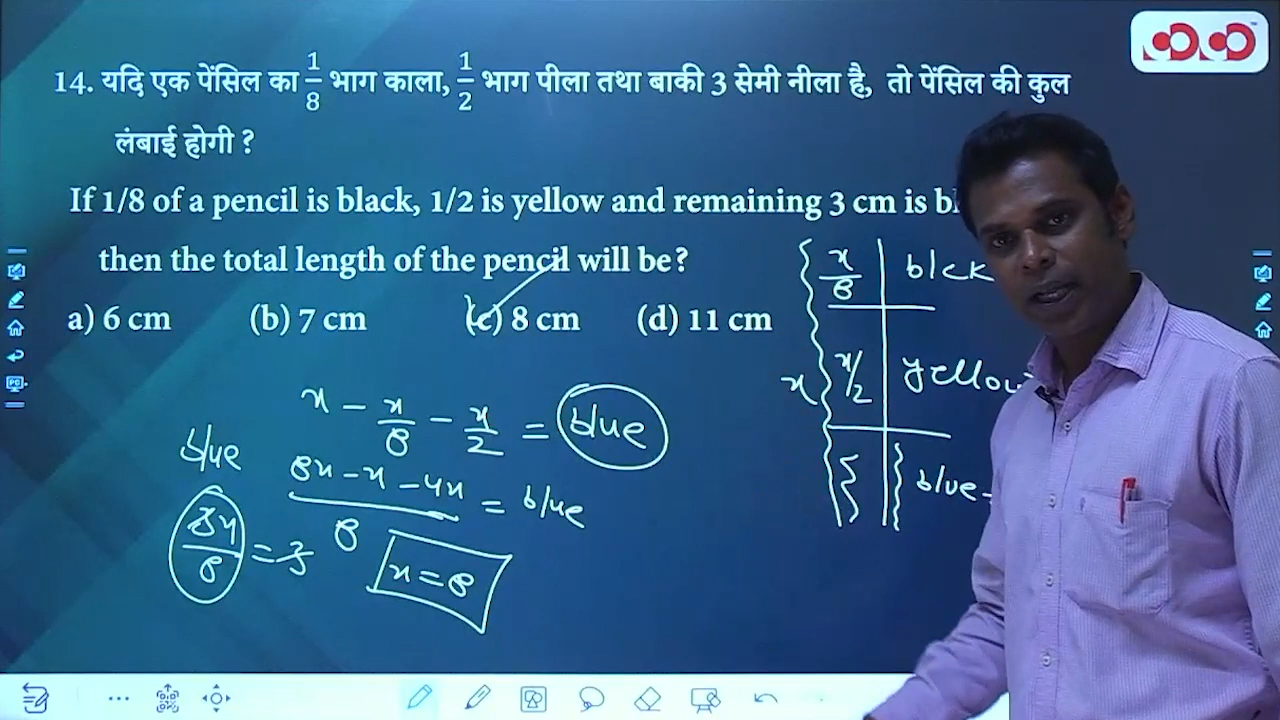 14. यदि एक पेंसिल का 1/8 भाग काला, 1/2 भाग पीला तथा बाकी 3 सेमी नीला है, तो पेंसिल की कुल
लंबाई होगी ?
If 1/8 of a pencil is black, 1/2 is yellow and remaining 3 cm is bl
then the total length of the pencil will be?
a) 6 cm (b) 7 cm (c) 8 cm (d) 11 cm
x/8 blck
x x/2 yellow
blue
x - x/8 - x/2 = blue
blue
8x - x - 4x / 8 = blue
3x/8 = 3
x = 8
PC